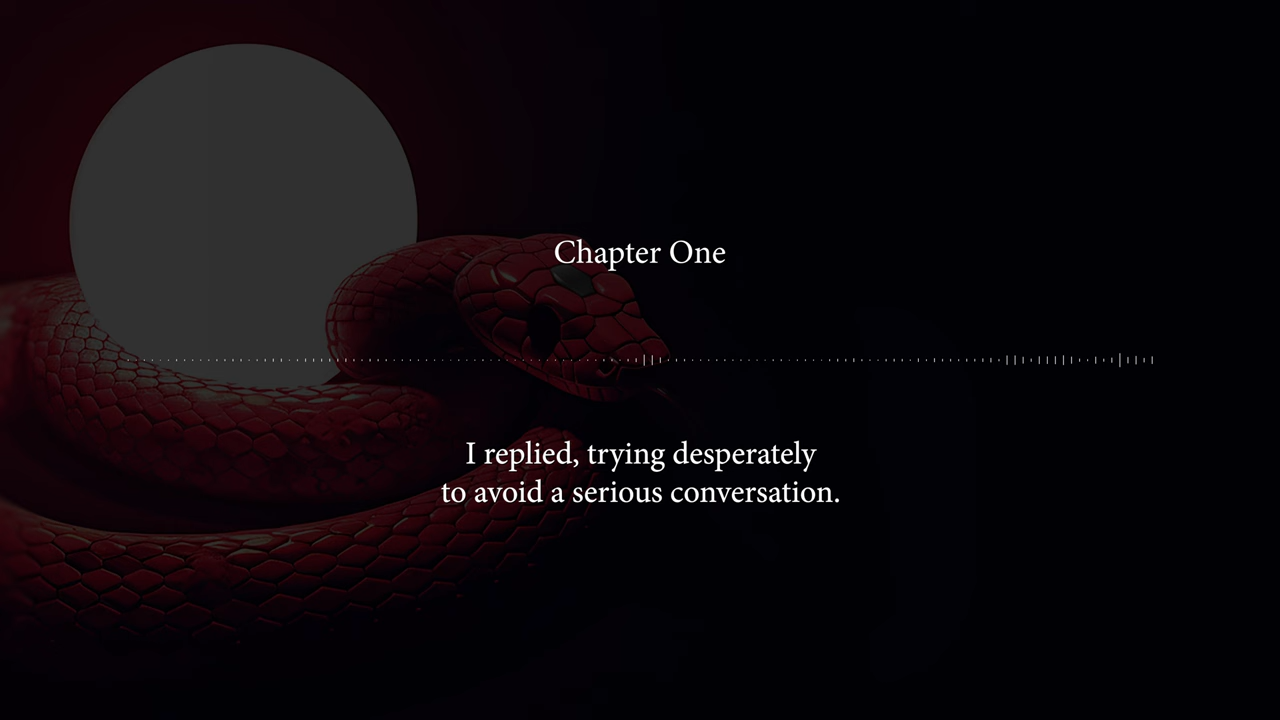 Chapter One
I replied, trying desperately
to avoid a serious conversation.